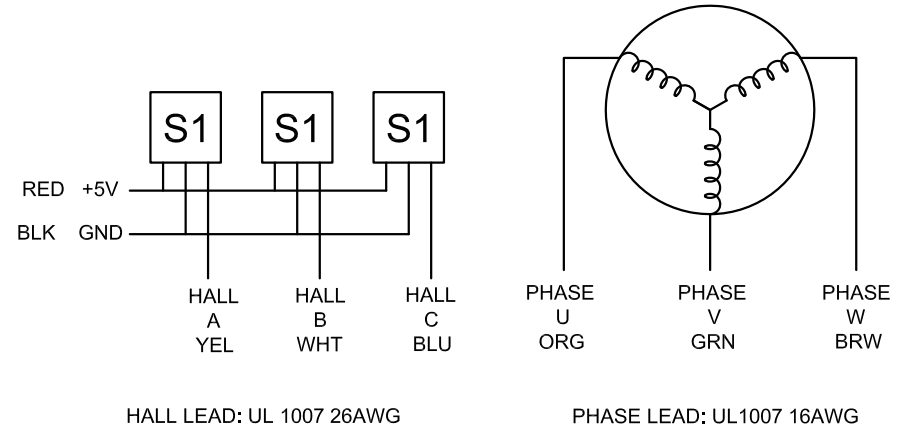 S1 S1 S1
RED +5V
BLK GND
HALL A YEL
HALL B WHT
HALL C BLU
PHASE U ORG
PHASE V GRN
PHASE W BRW
HALL LEAD: UL 1007 26AWG
PHASE LEAD: UL1007 16AWG